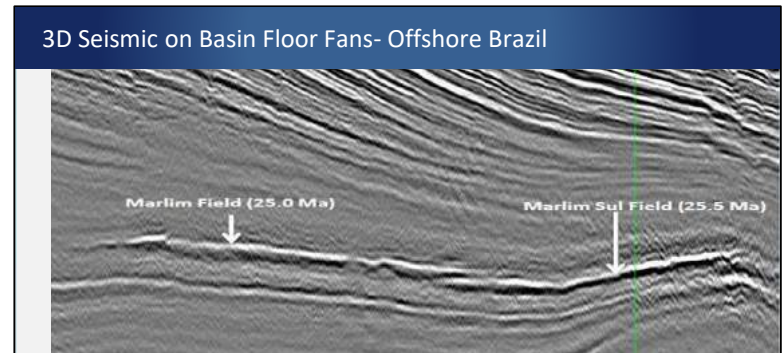 3D Seismic on Basin Floor Fans- Offshore Brazil
Marlim Field (25.0 Ma)
Marlim Sul Field (25.5 Ma)